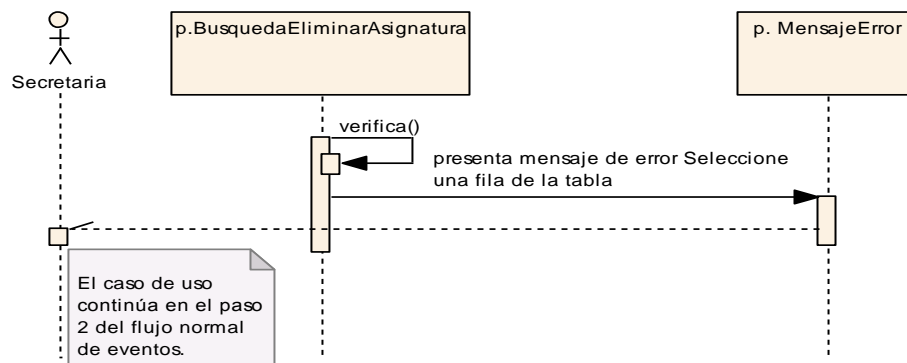 p.BusquedaEliminarAsignatura
p. MensajeError
Secretaria
verifica()
presenta mensaje de error Seleccione
una fila de la tabla
El caso de uso
continúa en el paso
2 del flujo normal
de eventos.